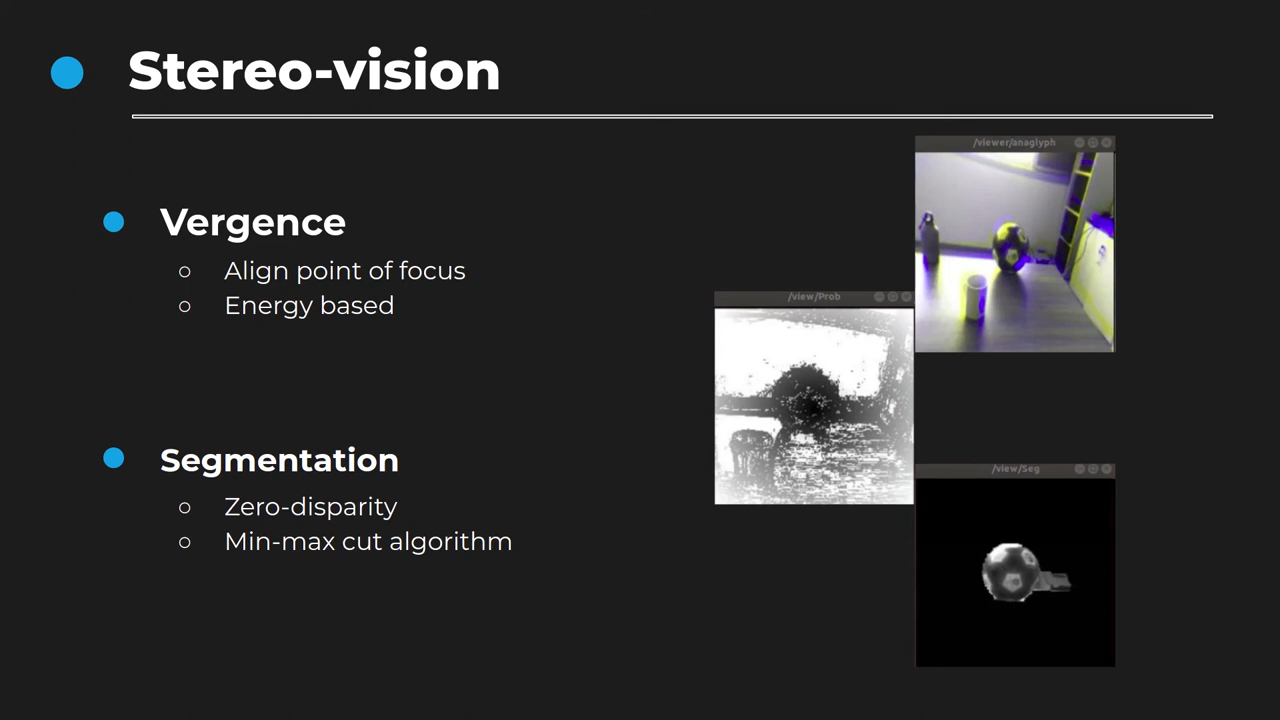 Stereo-vision
Vergence
Align point of focus
Energy based
Segmentation
Zero-disparity
Min-max cut algorithm
/viewer/anaglyph
/view/Prob
/view/Seg